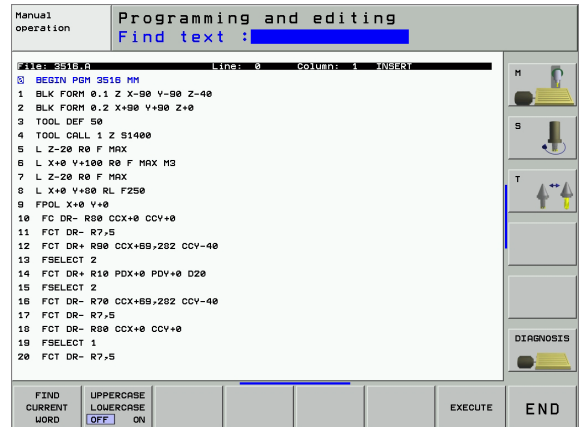 Manual
operation
Programming and editing
Find text :
File: 3516.A Line: 0 Column: 1 INSERT
0 BEGIN PGM 3516 MM
1 BLK FORM 0.1 Z X-90 Y-90 Z-40
2 BLK FORM 0.2 X+90 Y+90 Z+0
3 TOOL DEF 50
4 TOOL CALL 1 Z S1400
5 L Z-20 R0 F MAX
6 L X+0 Y+100 R0 F MAX M3
7 L Z-20 R0 F MAX
8 L X+0 Y+80 RL F250
9 FPOL X+0 Y+0
10 FC DR- R80 CCX+0 CCY+0
11 FCT DR- R7,5
12 FCT DR+ R90 CCX+69,282 CCY-40
13 FSELECT 2
14 FCT DR+ R10 PDX+0 PDY+0 D20
15 FSELECT 2
16 FCT DR- R70 CCX+69,282 CCY-40
17 FCT DR- R7,5
18 FCT DR- R80 CCX+0 CCY+0
19 FSELECT 1
20 FCT DR- R7,5
M
S
T
DIAGNOSIS
FIND
CURRENT
WORD
UPPERCASE
LOWERCASE
OFF ON
EXECUTE
END